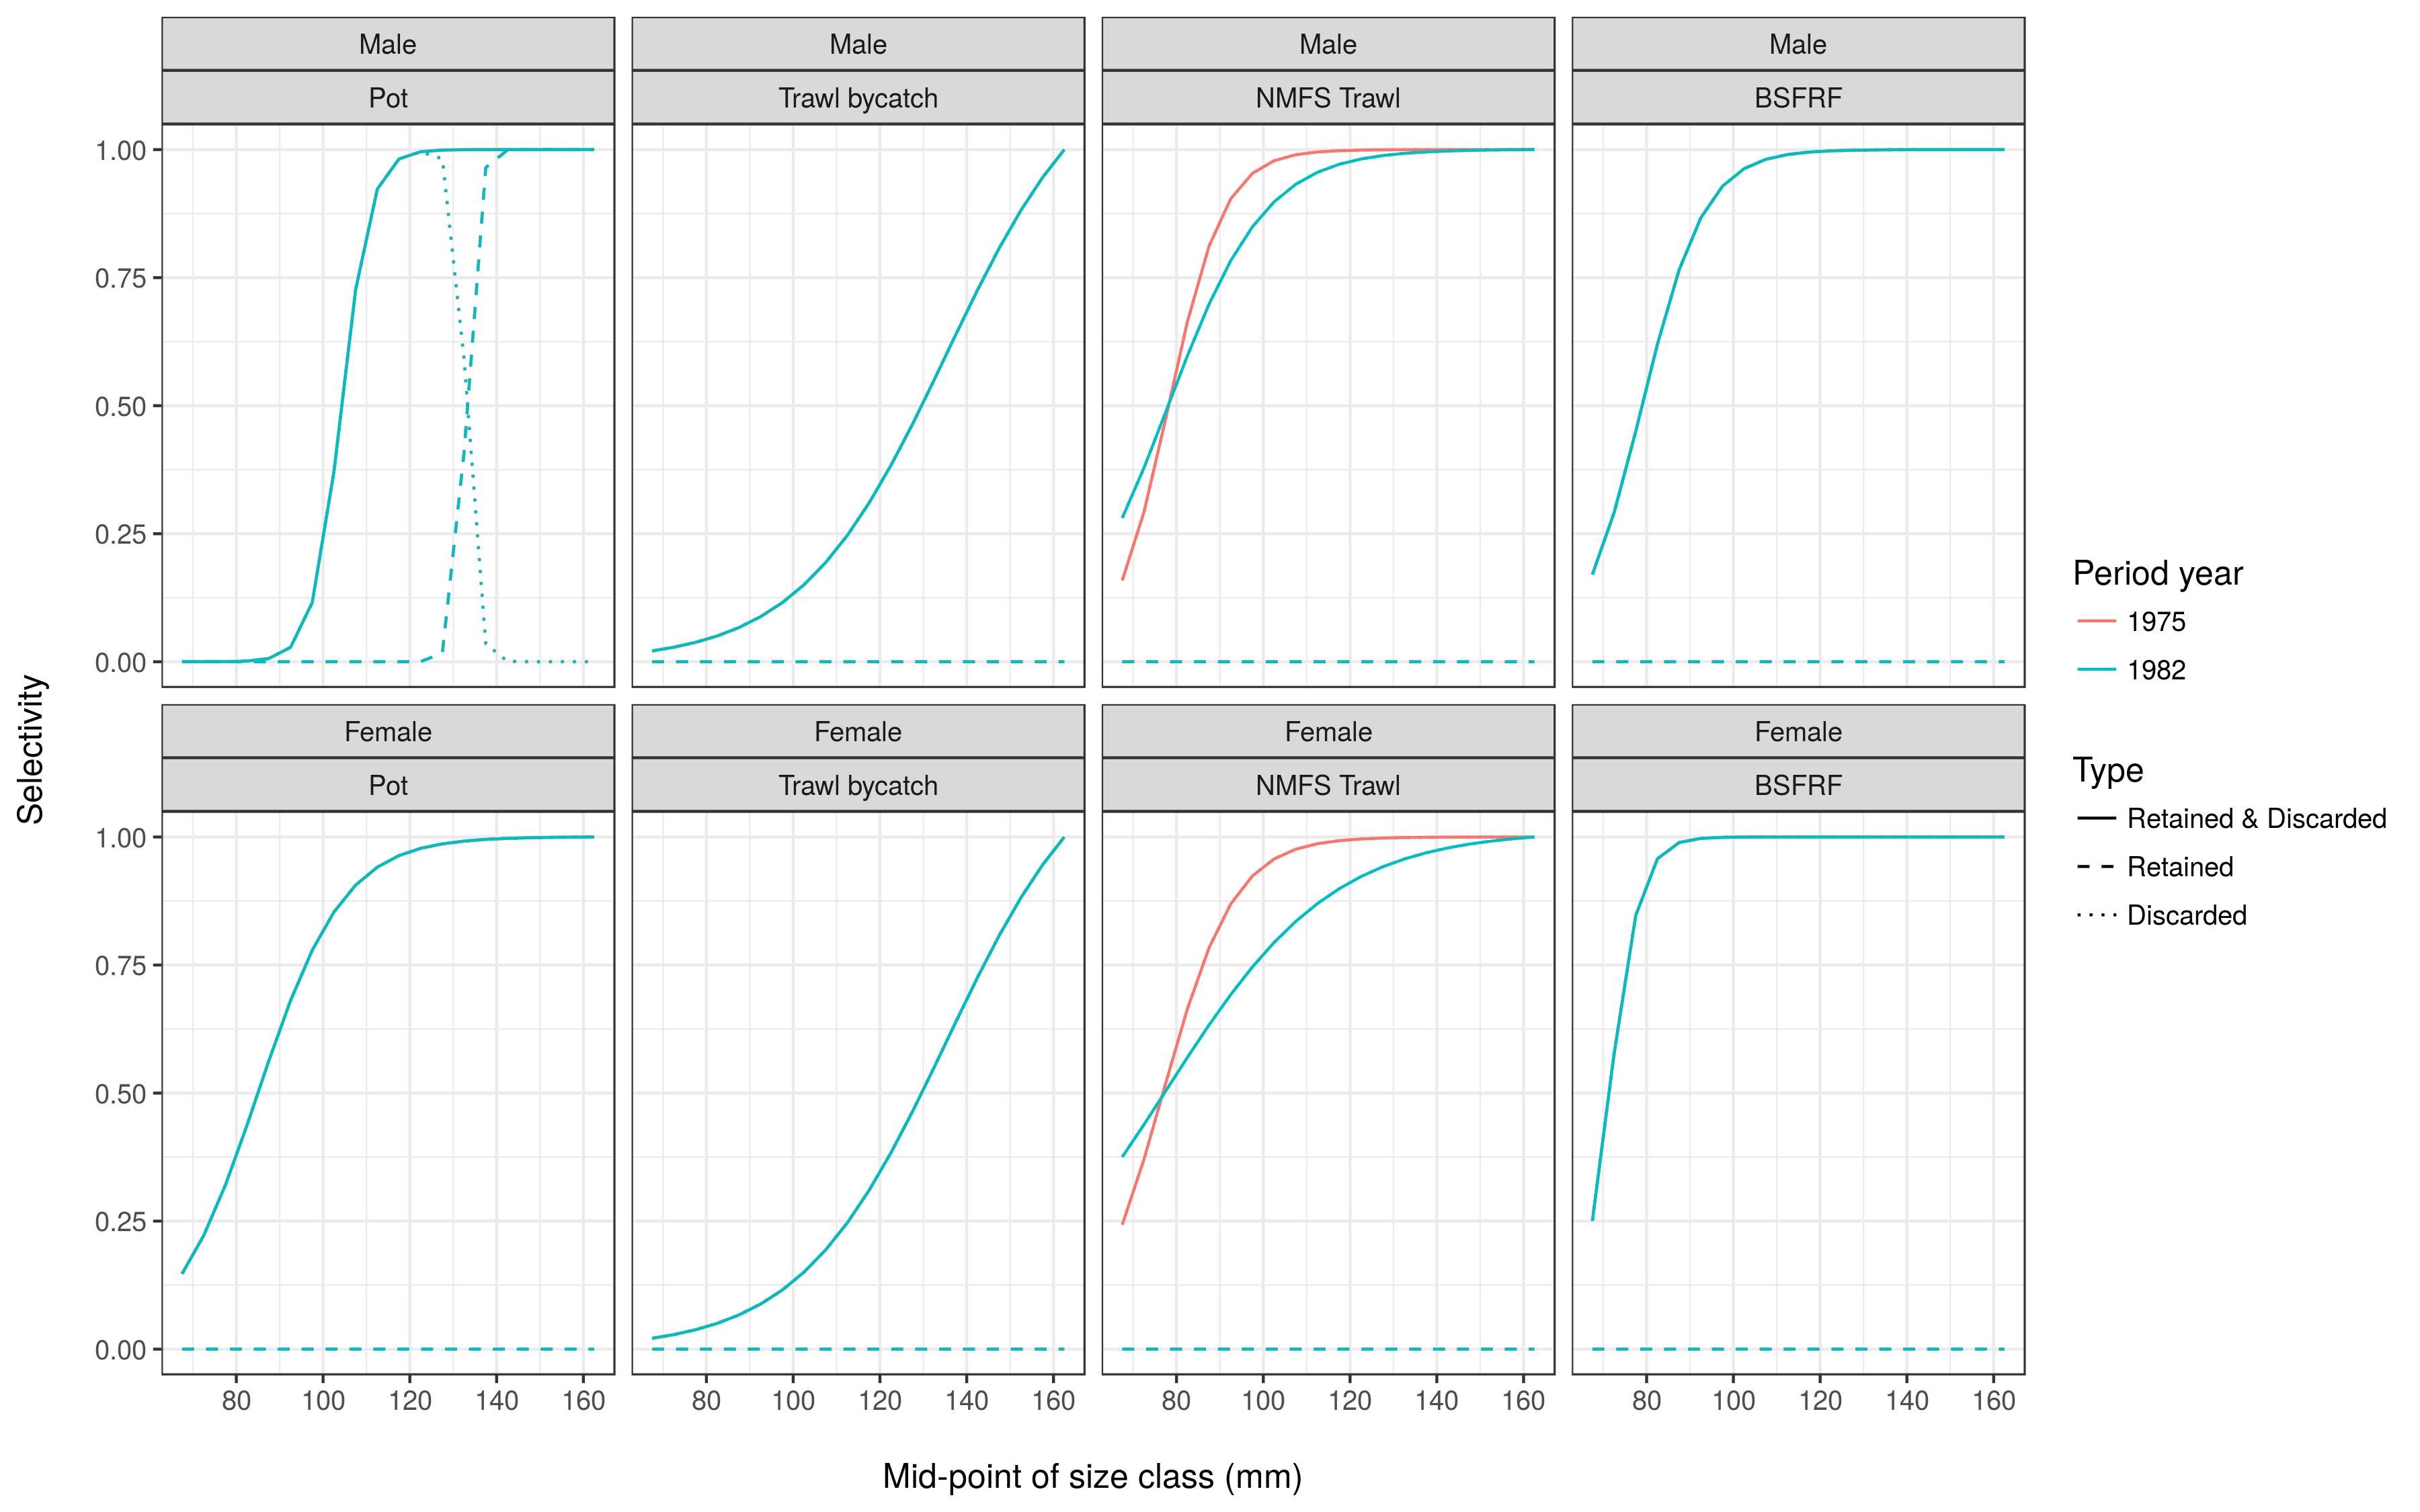 Male Male Male Male
Pot Trawl bycatch NMFS Trawl BSFRF
1.00
0.75
0.50
0.25
0.00
Female Female Female Female
Pot Trawl bycatch NMFS Trawl BSFRF
1.00
0.75
0.50
0.25
0.00
80 100 120 140 160 80 100 120 140 160 80 100 120 140 160 80 100 120 140 160
Mid-point of size class (mm)
Selectivity
Period year
1975
1982
Type
Retained & Discarded
Retained
Discarded